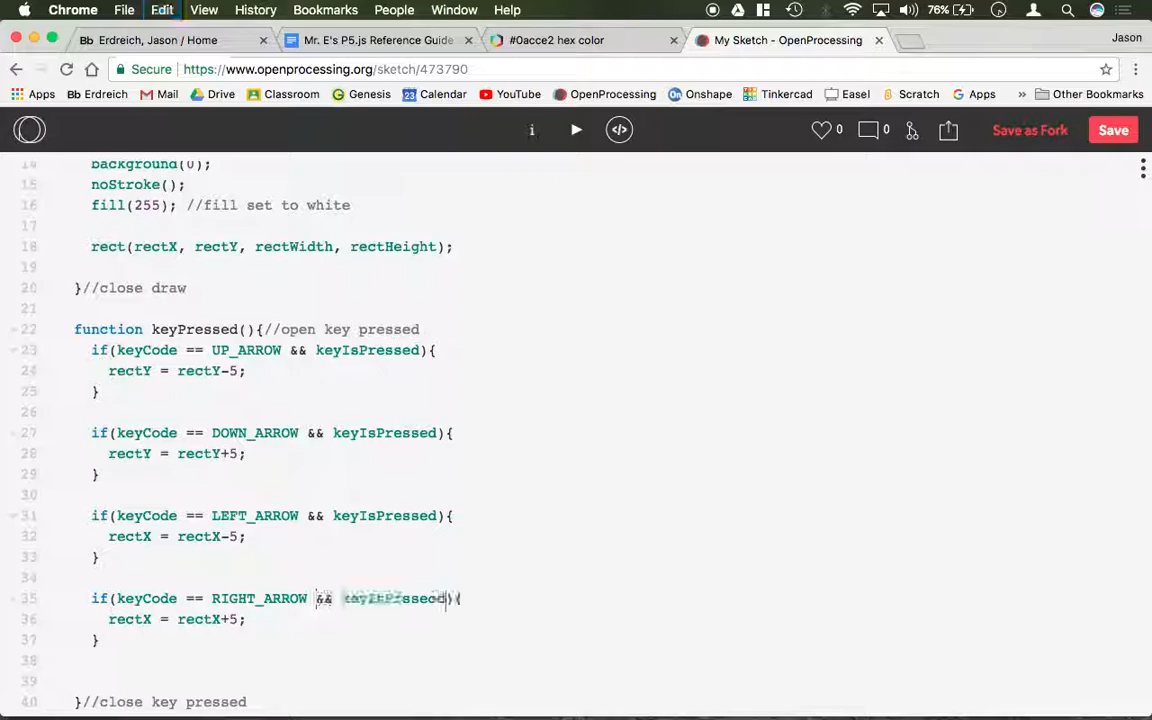 Chrome File Edit View History Bookmarks People Window Help 76%
Bb Erdreich, Jason / Home Mr. E's P5.js Reference Guide #0acce2 hex color My Sketch - OpenProcessing Jason
Secure https://www.openprocessing.org/sketch/473790
Apps Bb Erdreich Mail Drive Classroom Genesis 23 Calendar YouTube OpenProcessing Onshape Tinkercad Easel Scratch Apps » Other Bookmarks
i </> 0 0 Save as Fork Save
14 background(0);
15 noStroke();
16 fill(255); //fill set to white
17
18 rect(rectX, rectY, rectWidth, rectHeight);
19
20 }//close draw
21
22 function keyPressed(){//open key pressed
23 if(keyCode == UP_ARROW && keyIsPressed){
24 rectY = rectY-5;
25 }
26
27 if(keyCode == DOWN_ARROW && keyIsPressed){
28 rectY = rectY+5;
29 }
30
31 if(keyCode == LEFT_ARROW && keyIsPressed){
32 rectX = rectX-5;
33 }
34
35 if(keyCode == RIGHT_ARROW && ){
36 rectX = rectX+5;
37 }
38
39
40 }//close key pressed